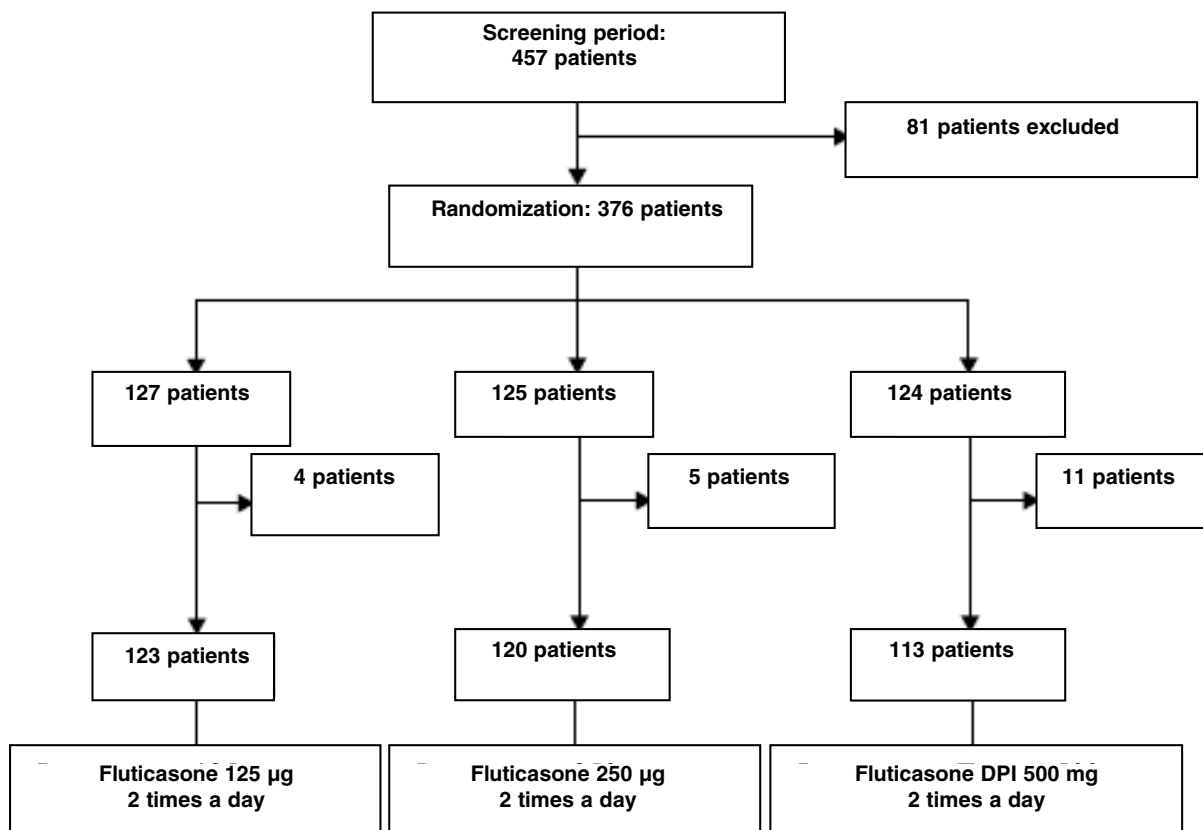 Screening period:
457 patients
81 patients excluded
Randomization: 376 patients
127 patients
125 patients
124 patients
4 patients
5 patients
11 patients
123 patients
120 patients
113 patients
Fluticasone 125 µg
2 times a day
Fluticasone 250 µg
2 times a day
Fluticasone DPI 500 mg
2 times a day